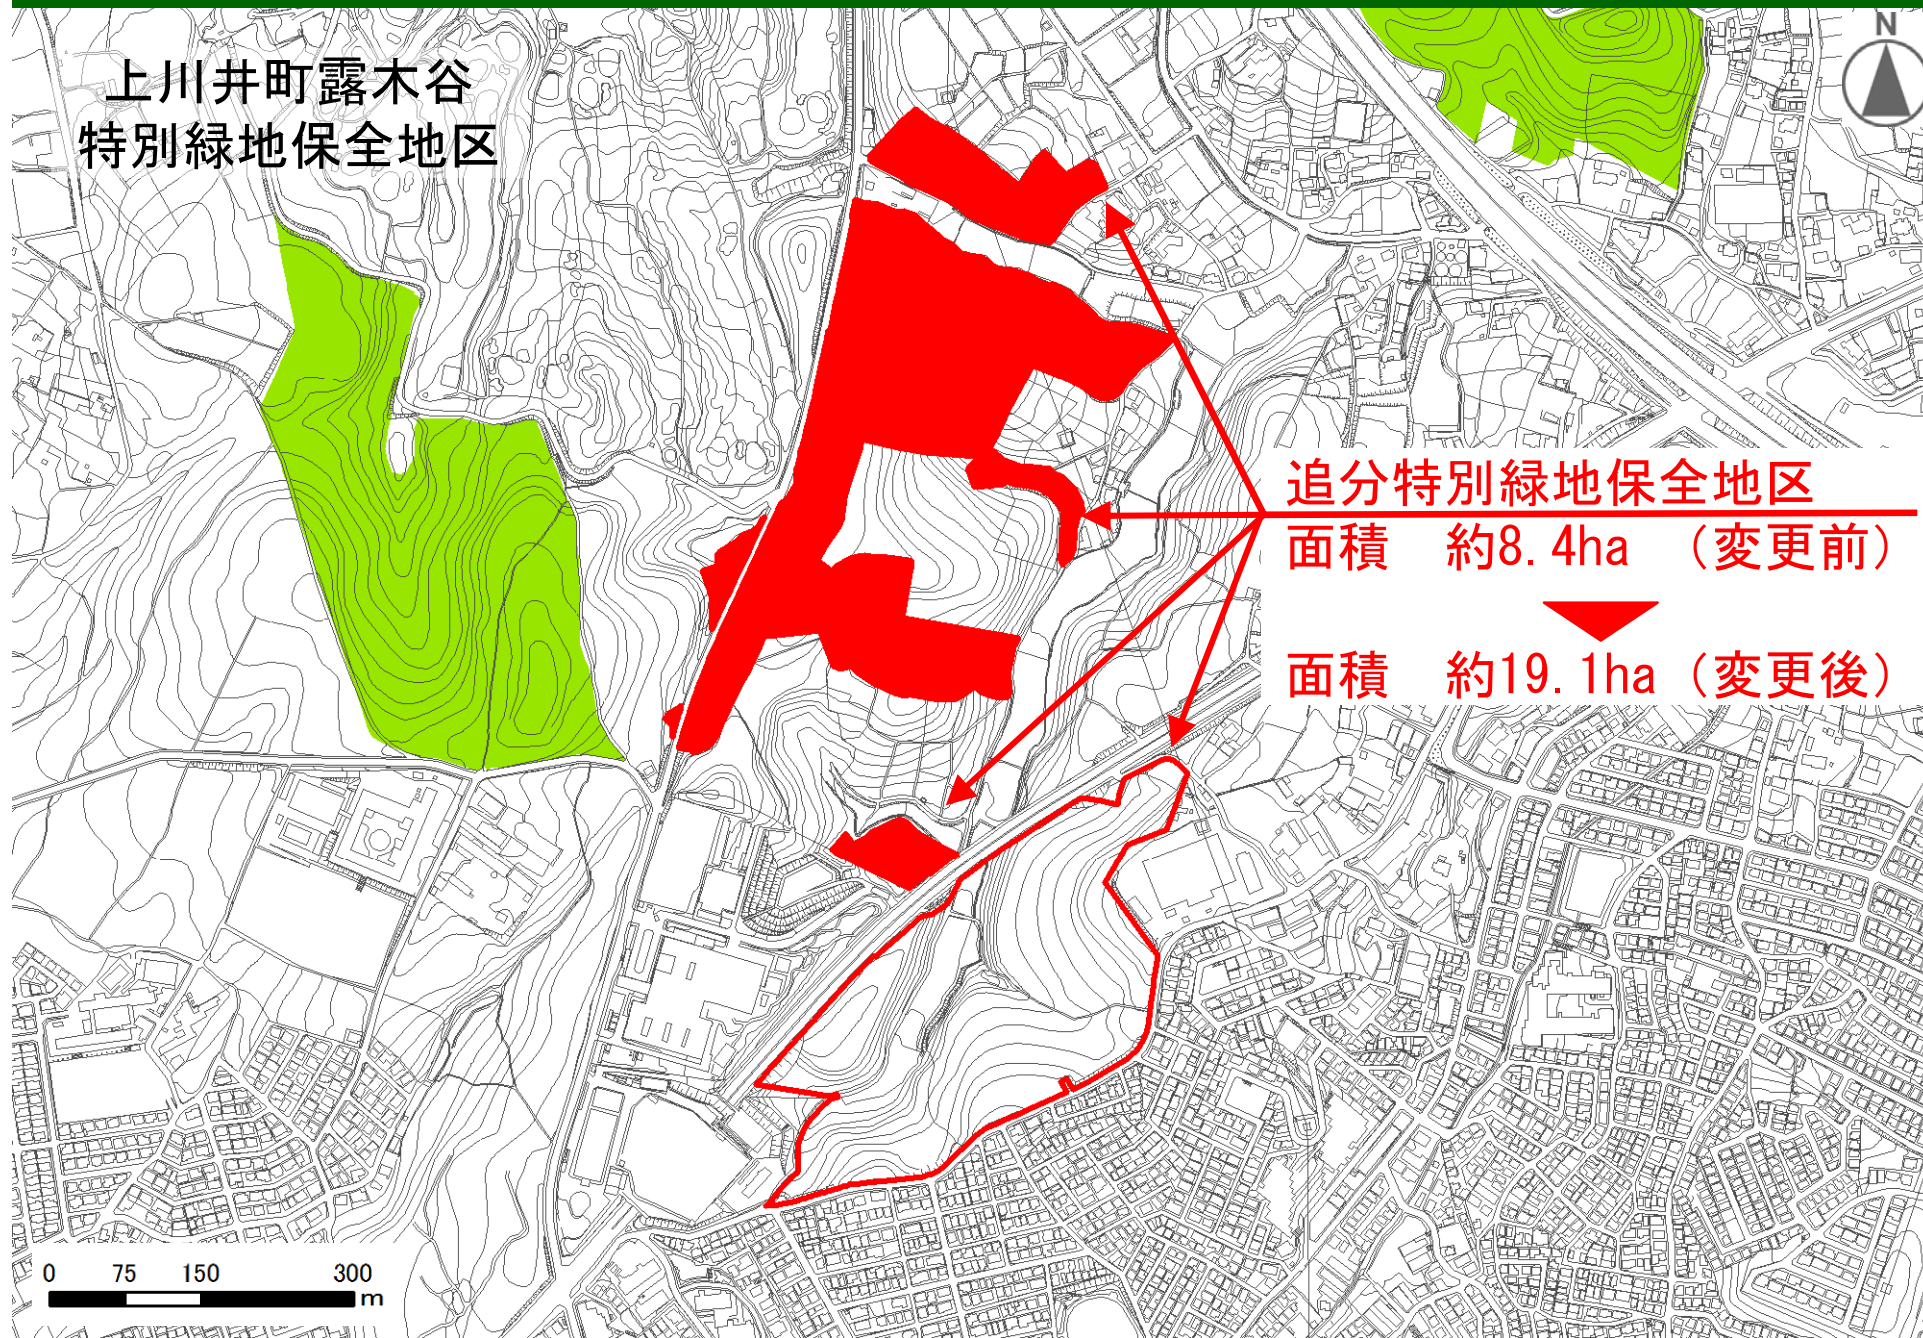 上川井町露木谷
特別緑地保全地区
N
追分特別緑地保全地区
面積　約8.4ha　（変更前）
面積　約19.1ha（変更後）
0 75 150 300
m